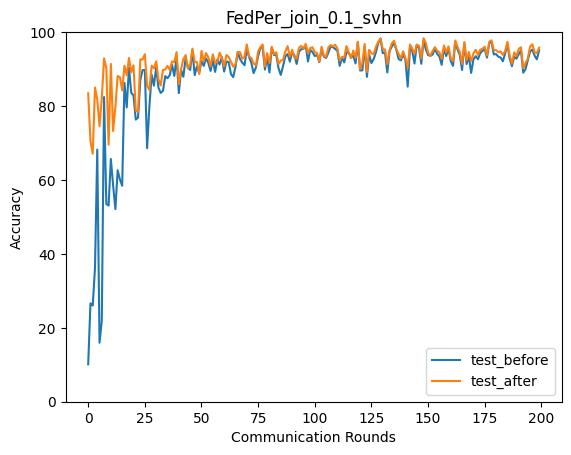 FedPer_join_0.1_svhn
Accuracy
100
80
60
40
20
0
0 25 50 75 100 125 150 175 200
Communication Rounds
test_before
test_after